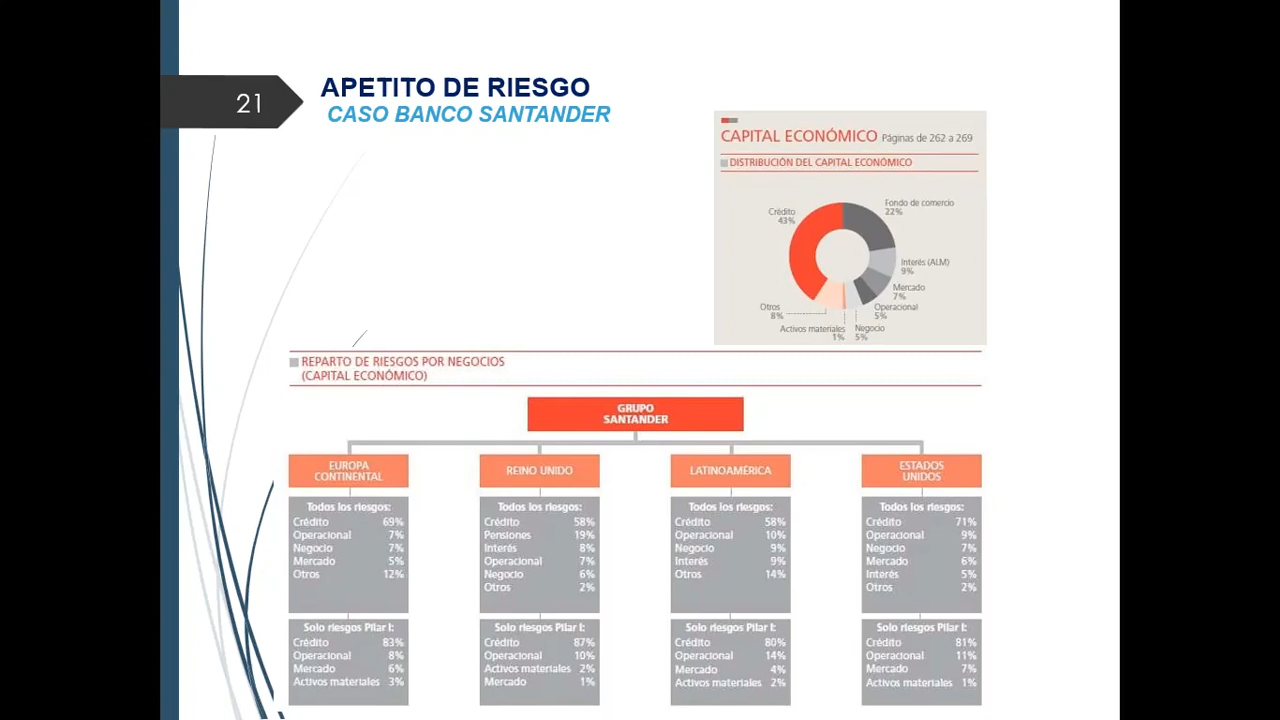 21
APETITO DE RIESGO
CASO BANCO SANTANDER
CAPITAL ECONÓMICO Páginas de 262 a 269
DISTRIBUCIÓN DEL CAPITAL ECONÓMICO
Crédito
43%
Fondo de comercio
22%
Interés (ALM)
9%
Mercado
7%
Operacional
5%
Negocio
5%
Activos materiales
1%
Otros
8%
REPARTO DE RIESGOS POR NEGOCIOS
(CAPITAL ECONÓMICO)
GRUPO
SANTANDER
EUROPA
CONTINENTAL
Todos los riesgos:
Crédito 69%
Operacional 7%
Negocio 7%
Mercado 5%
Otros 12%
Solo riesgos Pilar I:
Crédito 83%
Operacional 8%
Mercado 6%
Activos materiales 3%
REINO UNIDO
Todos los riesgos:
Crédito 58%
Pensiones 19%
Interés 8%
Operacional 7%
Negocio 6%
Otros 2%
Solo riesgos Pilar I:
Crédito 87%
Operacional 10%
Activos materiales 2%
Mercado 1%
LATINOAMÉRICA
Todos los riesgos:
Crédito 58%
Operacional 10%
Negocio 9%
Interés 9%
Otros 14%
Solo riesgos Pilar I:
Crédito 80%
Operacional 14%
Mercado 4%
Activos materiales 2%
ESTADOS
UNIDOS
Todos los riesgos:
Crédito 71%
Operacional 9%
Negocio 7%
Mercado 6%
Interés 5%
Otros 2%
Solo riesgos Pilar I:
Crédito 81%
Operacional 11%
Mercado 7%
Activos materiales 1%